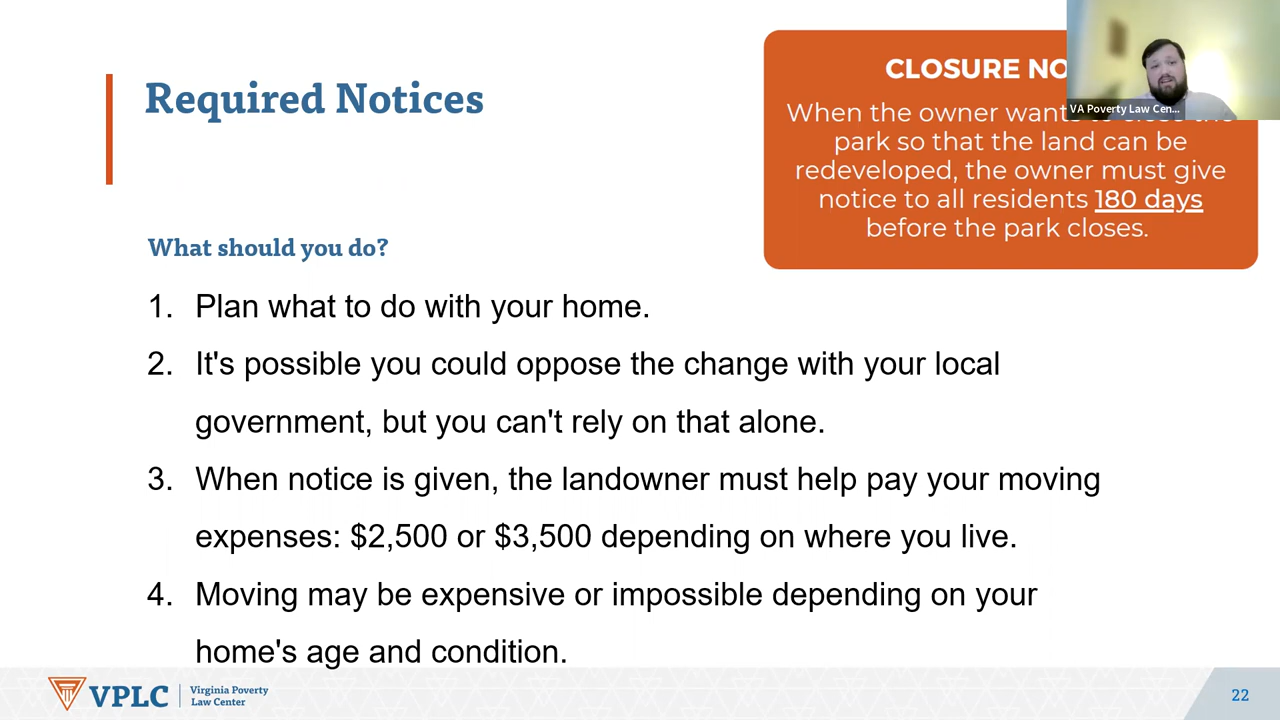 Required Notices
CLOSURE NO
When the owner wants to close the
park so that the land can be
redeveloped, the owner must give
notice to all residents 180 days
before the park closes.
VA Poverty Law Cen...
What should you do?
1. Plan what to do with your home.
2. It's possible you could oppose the change with your local
government, but you can't rely on that alone.
3. When notice is given, the landowner must help pay your moving
expenses: $2,500 or $3,500 depending on where you live.
4. Moving may be expensive or impossible depending on your
home's age and condition.
VPLC
Virginia Poverty
Law Center
22